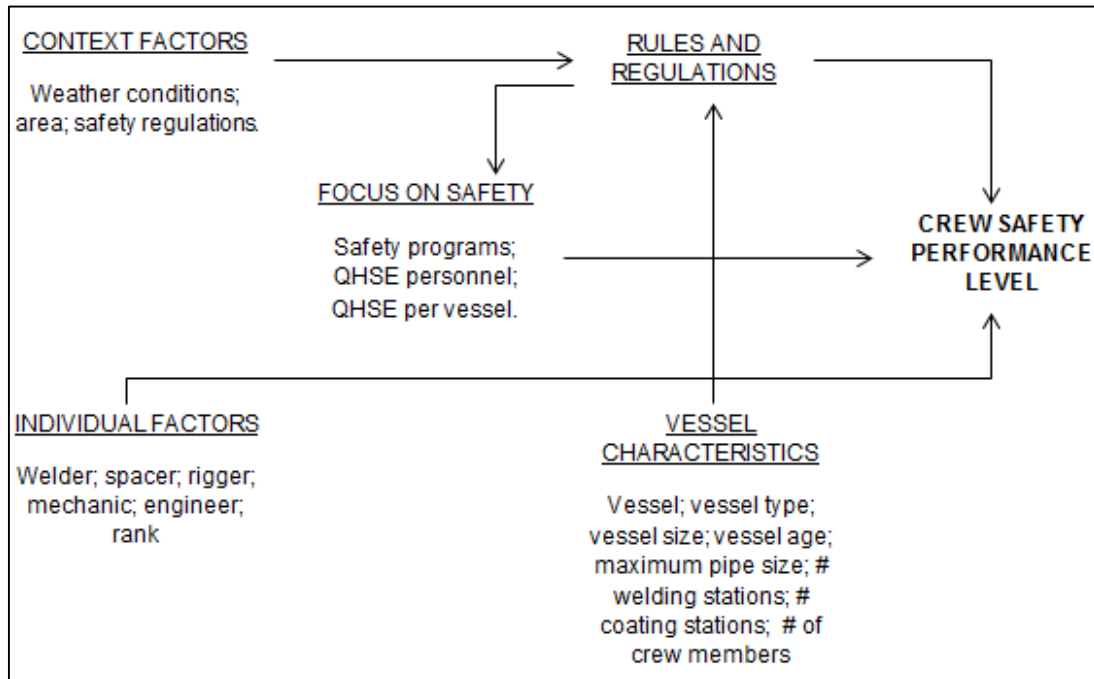 CONTEXT FACTORS
Weather conditions;
area; safety regulations.
RULES AND
REGULATIONS
FOCUS ON SAFETY
Safety programs;
QHSE personnel;
QHSE per vessel.
CREW SAFETY
PERFORMANCE
LEVEL
INDIVIDUAL FACTORS
Welder; spacer; rigger;
mechanic; engineer;
rank
VESSEL
CHARACTERISTICS
Vessel; vessel type;
vessel size; vessel age;
maximum pipe size; #
welding stations; #
coating stations; # of
crew members